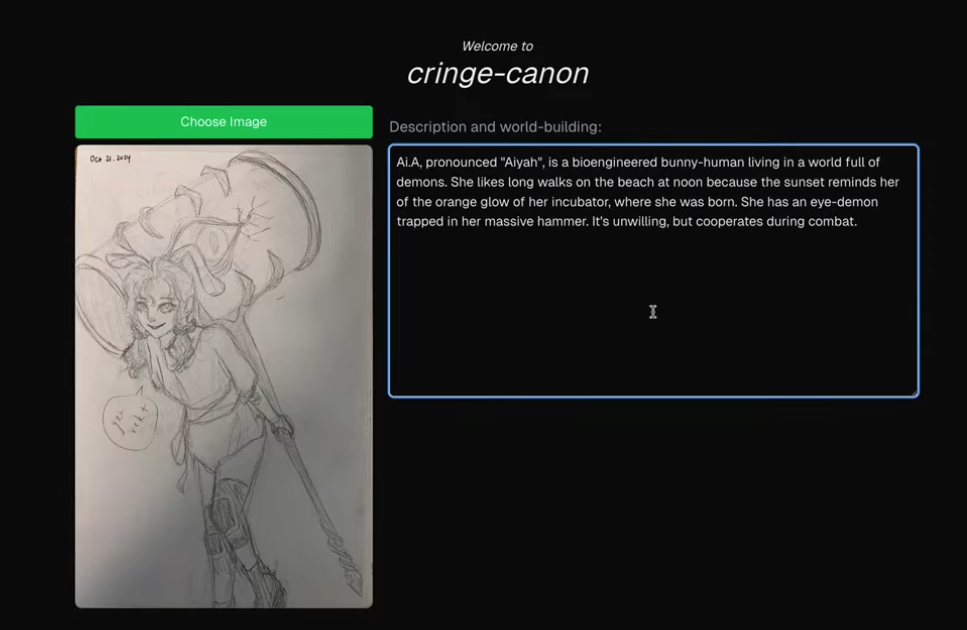 Welcome to
cringe-canon
Choose Image
Description and world-building:
Oct 21. 2024
Ai.A, pronounced "Aiyah", is a bioengineered bunny-human living in a world full of
demons. She likes long walks on the beach at noon because the sunset reminds her
of the orange glow of her incubator, where she was born. She has an eye-demon
trapped in her massive hammer. It's unwilling, but cooperates during combat.
get
rekt